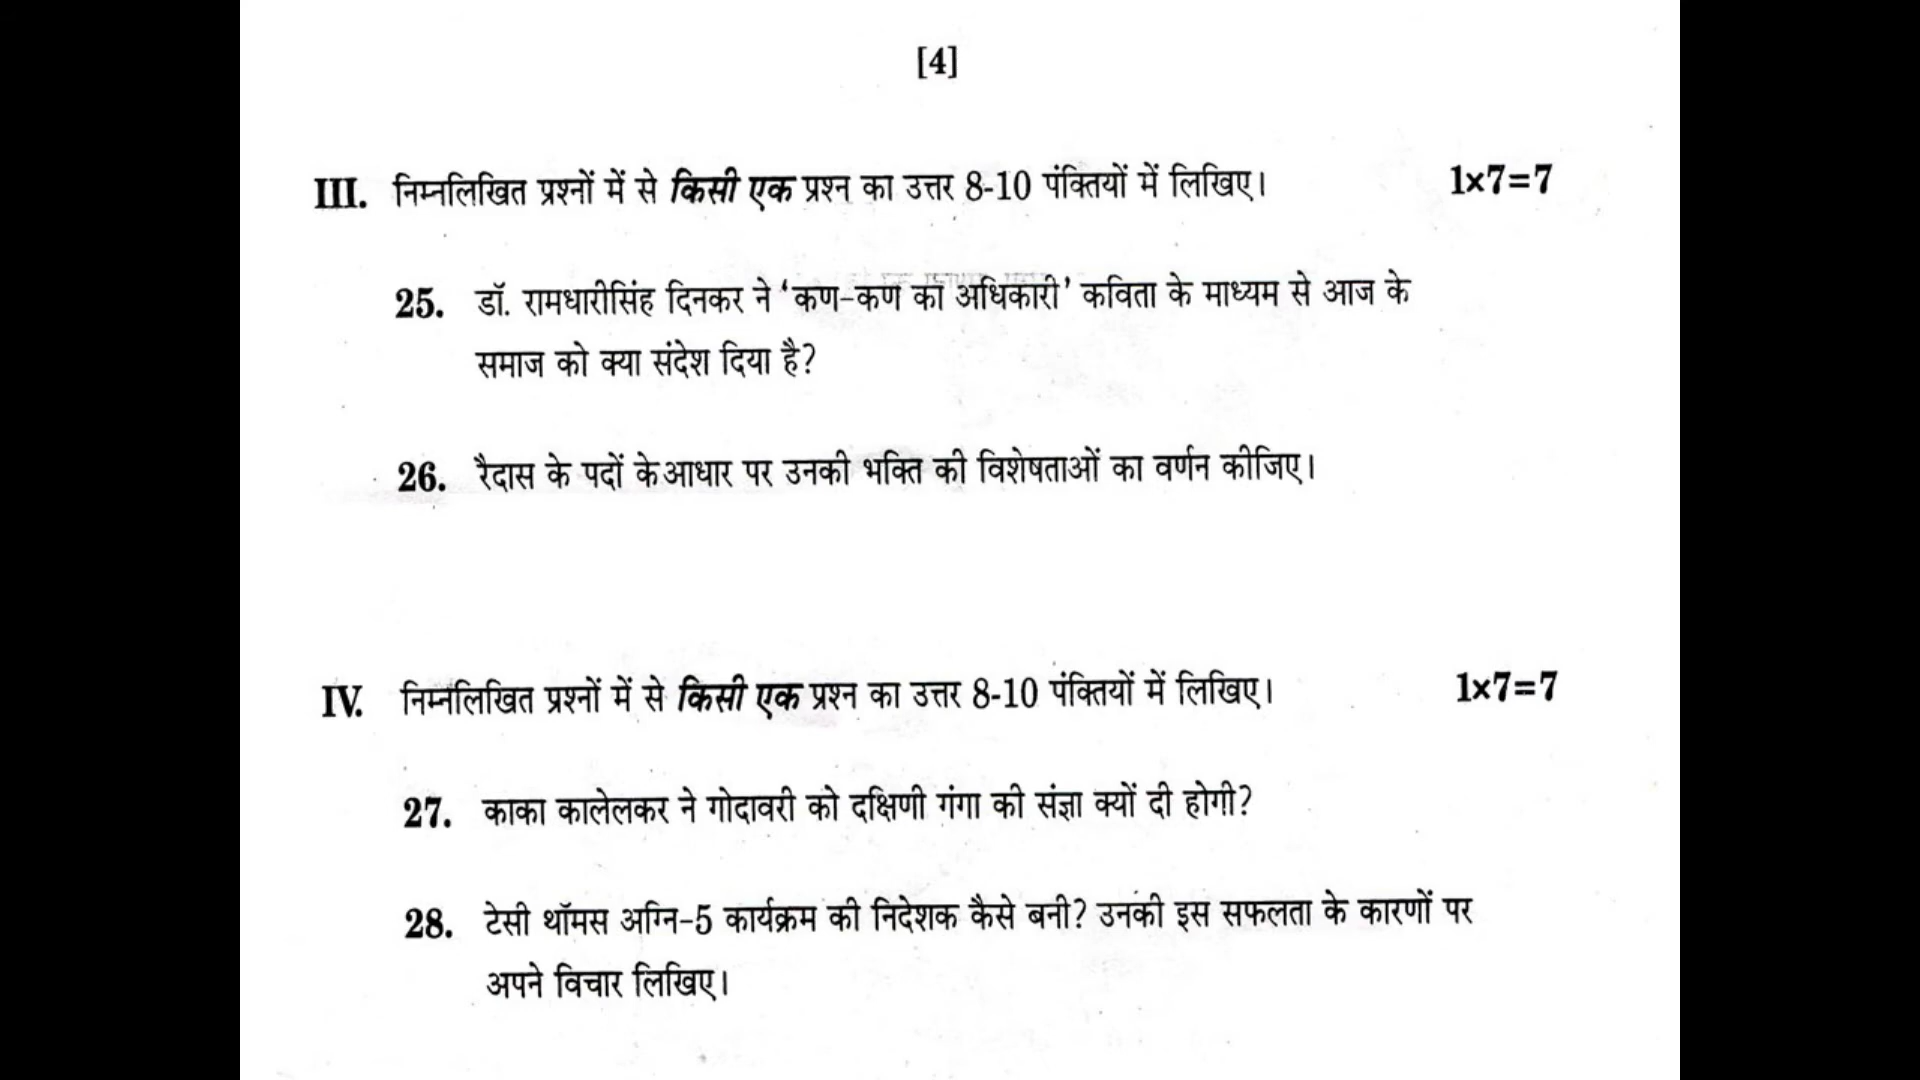 [4]
III. निम्नलिखित प्रश्नों में से किसी एक प्रश्न का उत्तर 8-10 पंक्तियों में लिखिए। 1×7=7
25. डॉ. रामधारीसिंह दिनकर ने 'कण-कण का अधिकारी' कविता के माध्यम से आज के
समाज को क्या संदेश दिया है?
26. रैदास के पदों के आधार पर उनकी भक्ति की विशेषताओं का वर्णन कीजिए।
IV. निम्नलिखित प्रश्नों में से किसी एक प्रश्न का उत्तर 8-10 पंक्तियों में लिखिए। 1×7=7
27. काका कालेलकर ने गोदावरी को दक्षिणी गंगा की संज्ञा क्यों दी होगी?
28. टेसी थॉमस अग्नि-5 कार्यक्रम की निदेशक कैसे बनी? उनकी इस सफलता के कारणों पर
अपने विचार लिखिए।